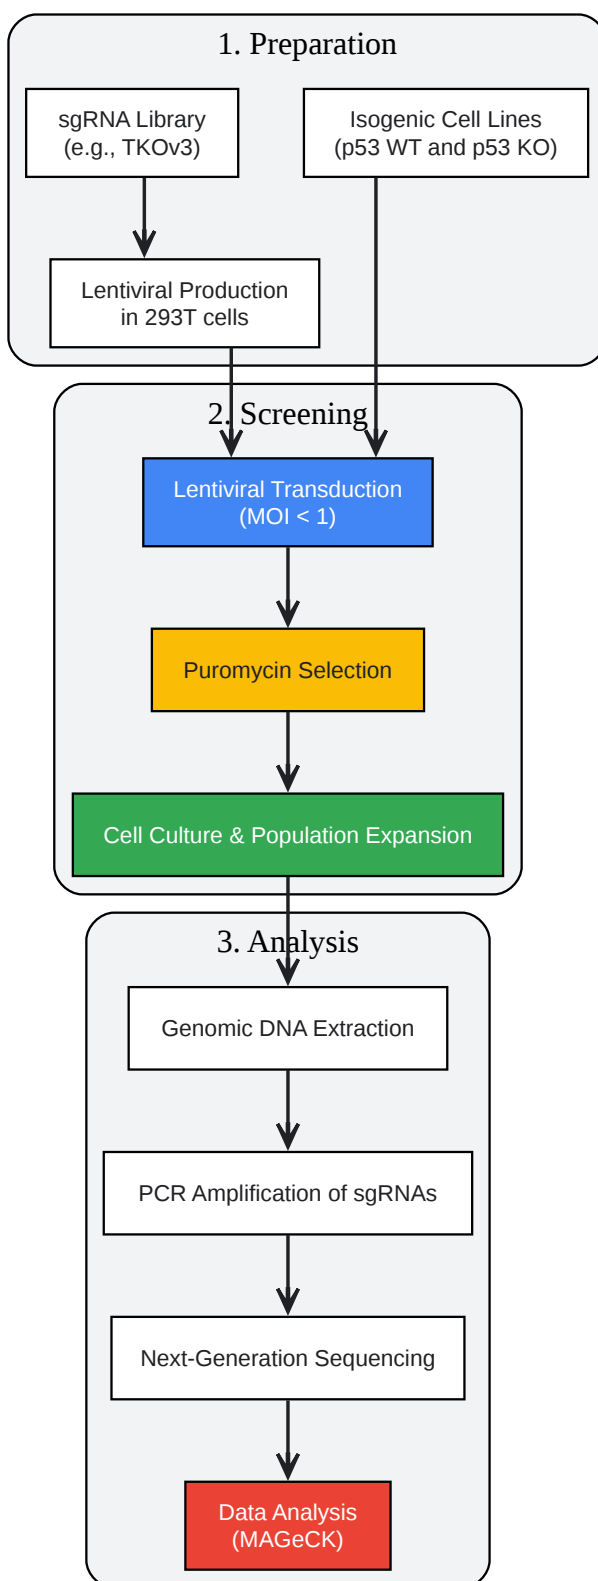 1. Preparation
sgRNA Library
(e.g., TKOv3)
Isogenic Cell Lines
(p53 WT and p53 KO)
Lentiviral Production
in 293T cells
2. Screening
Lentiviral Transduction
(MOI < 1)
Puromycin Selection
Cell Culture & Population Expansion
3. Analysis
Genomic DNA Extraction
PCR Amplification of sgRNAs
Next-Generation Sequencing
Data Analysis
(MAGeCK)